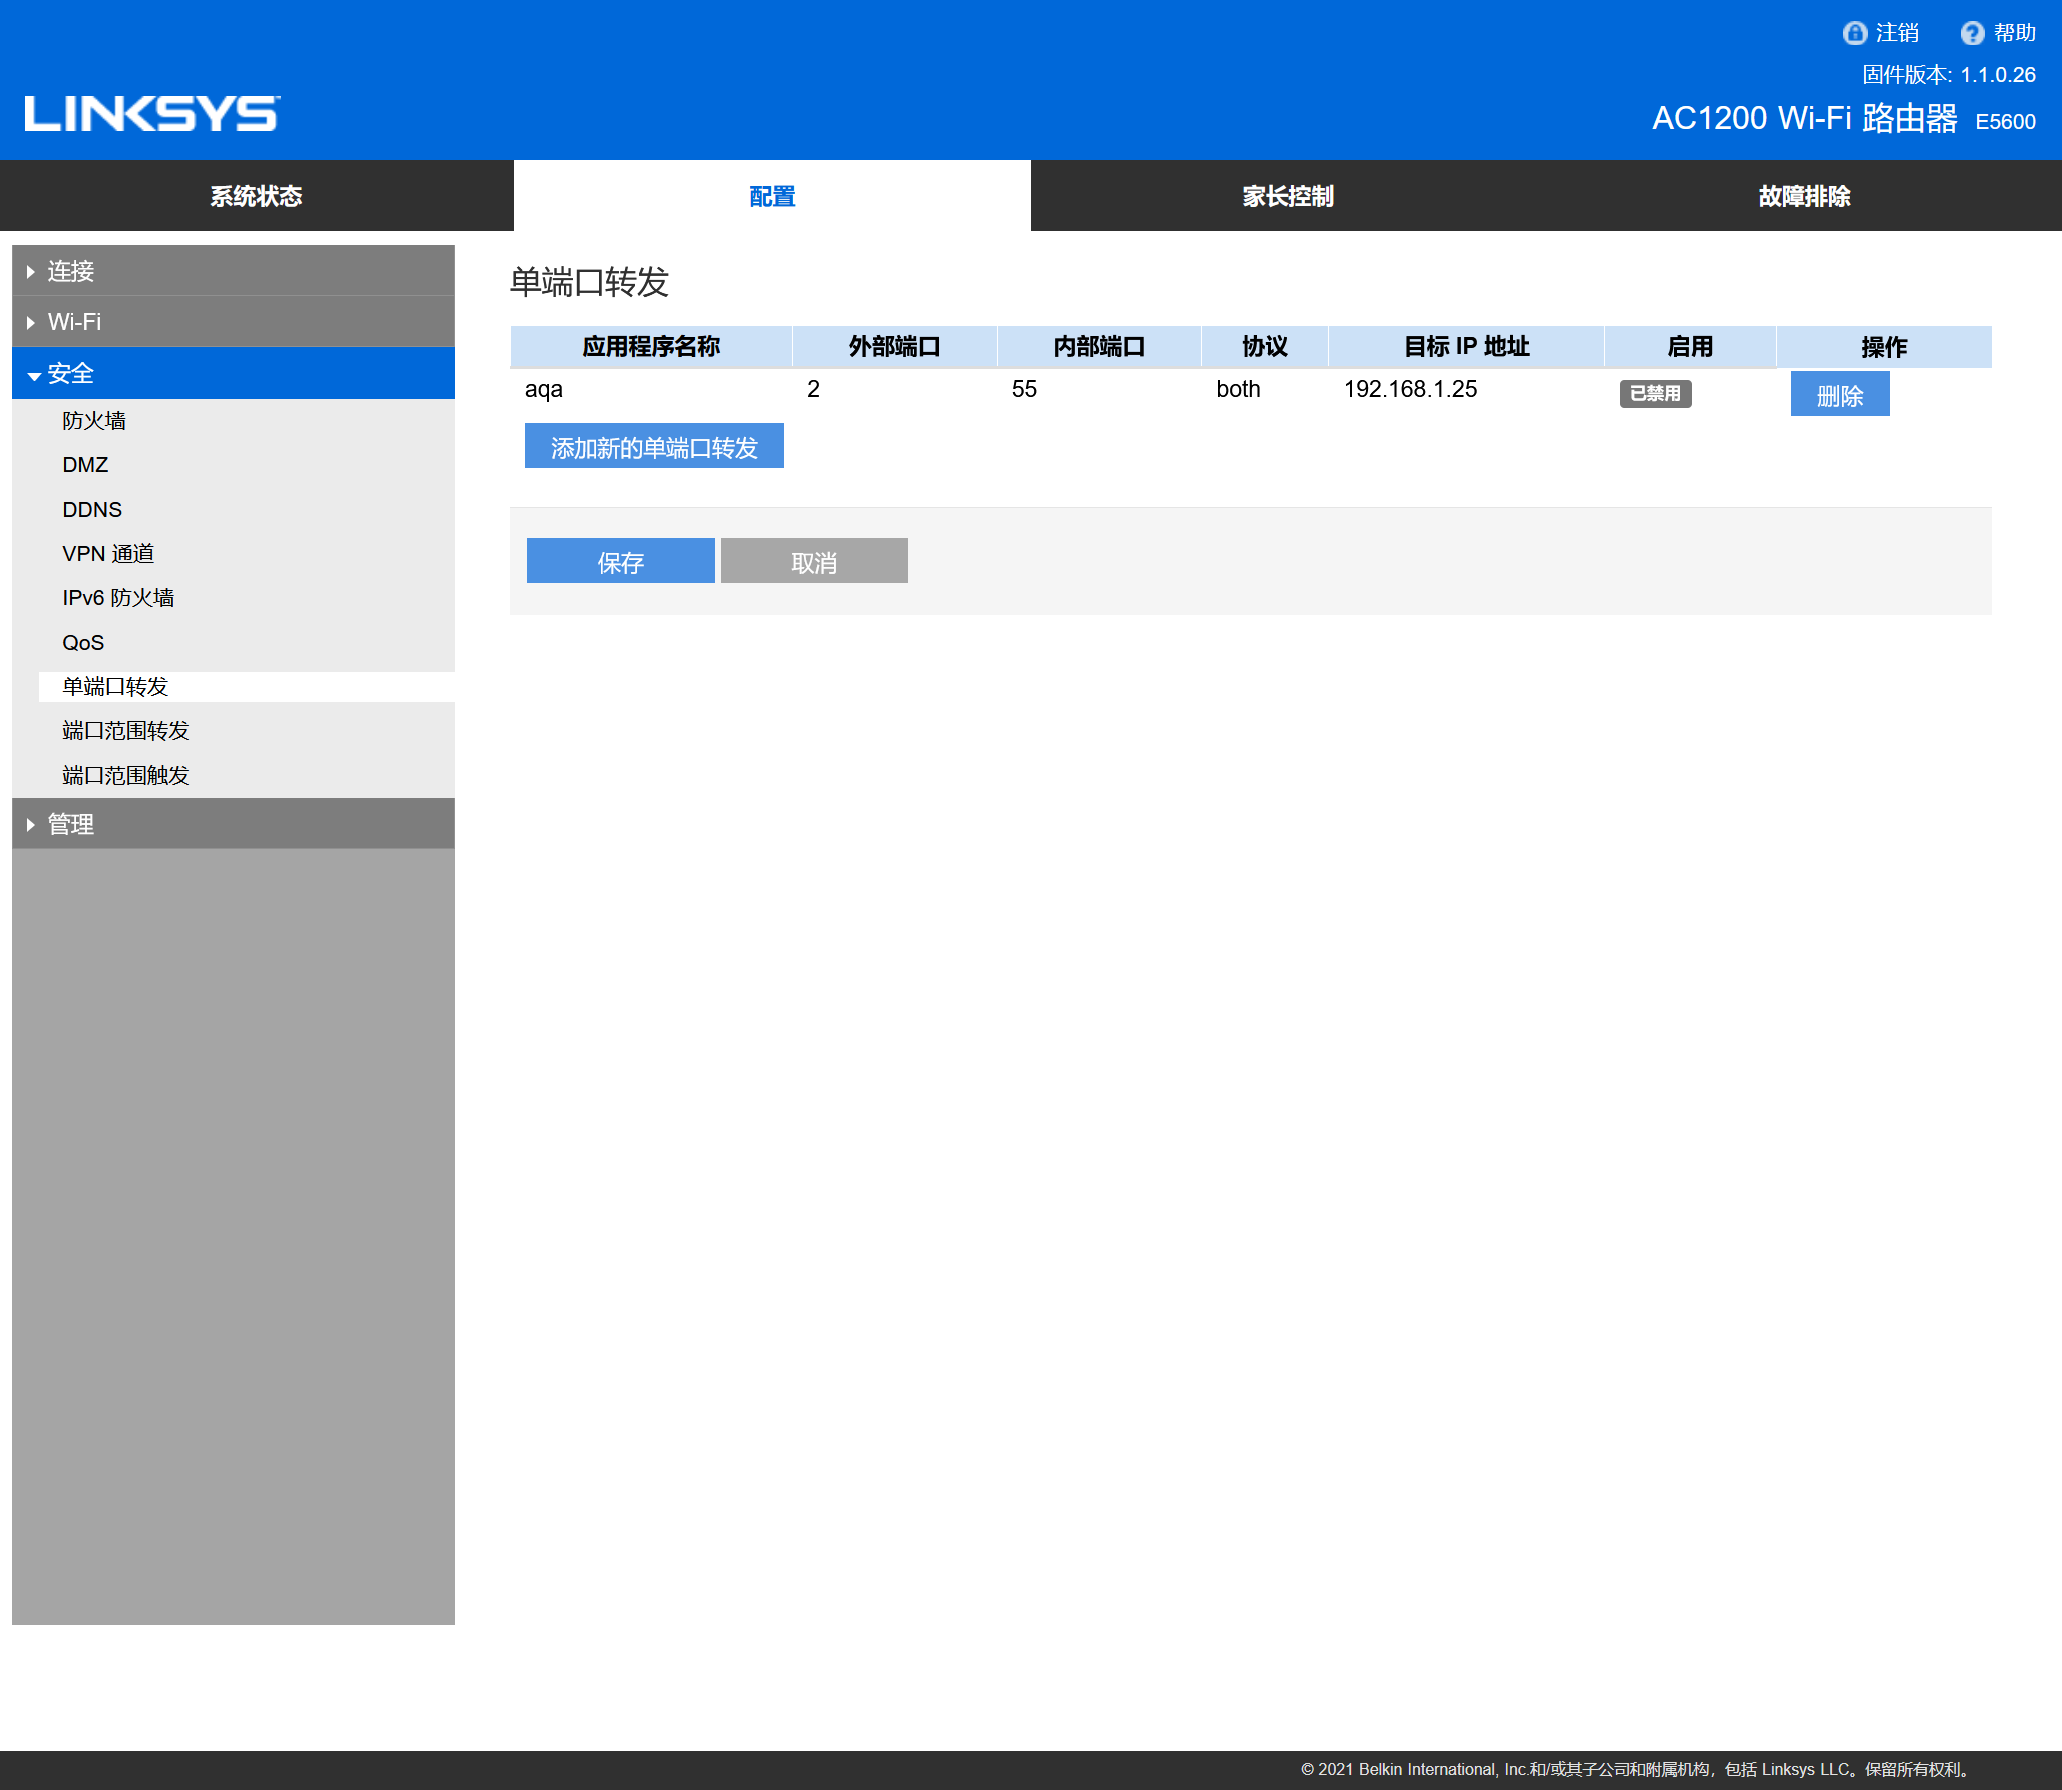 注销 帮助
固件版本: 1.1.0.26
LINKSYS
AC1200 Wi-Fi 路由器 E5600
系统状态 配置 家长控制 故障排除
连接
Wi-Fi
安全
防火墙
DMZ
DDNS
VPN 通道
IPv6 防火墙
QoS
单端口转发
端口范围转发
端口范围触发
管理
单端口转发
应用程序名称 外部端口 内部端口 协议 目标 IP 地址 启用 操作
aqa 2 55 both 192.168.1.25 已禁用 删除
添加新的单端口转发
保存 取消
© 2021 Belkin International, Inc.和/或其子公司和附属机构，包括 Linksys LLC。保留所有权利。